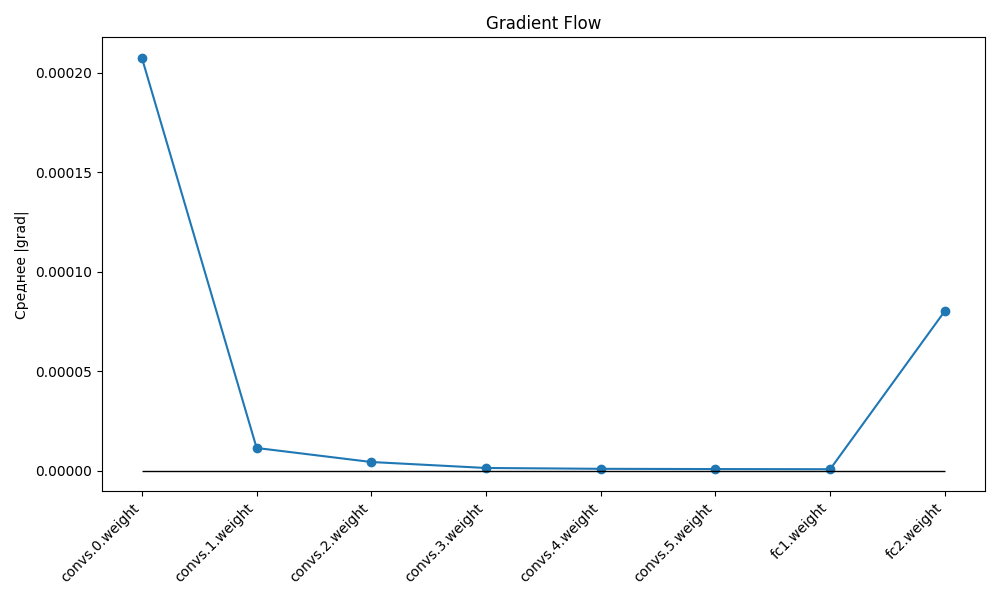 Gradient Flow
Среднее |grad|
0.00020
0.00015
0.00010
0.00005
0.00000
convs.0.weight
convs.1.weight
convs.2.weight
convs.3.weight
convs.4.weight
convs.5.weight
fc1.weight
fc2.weight